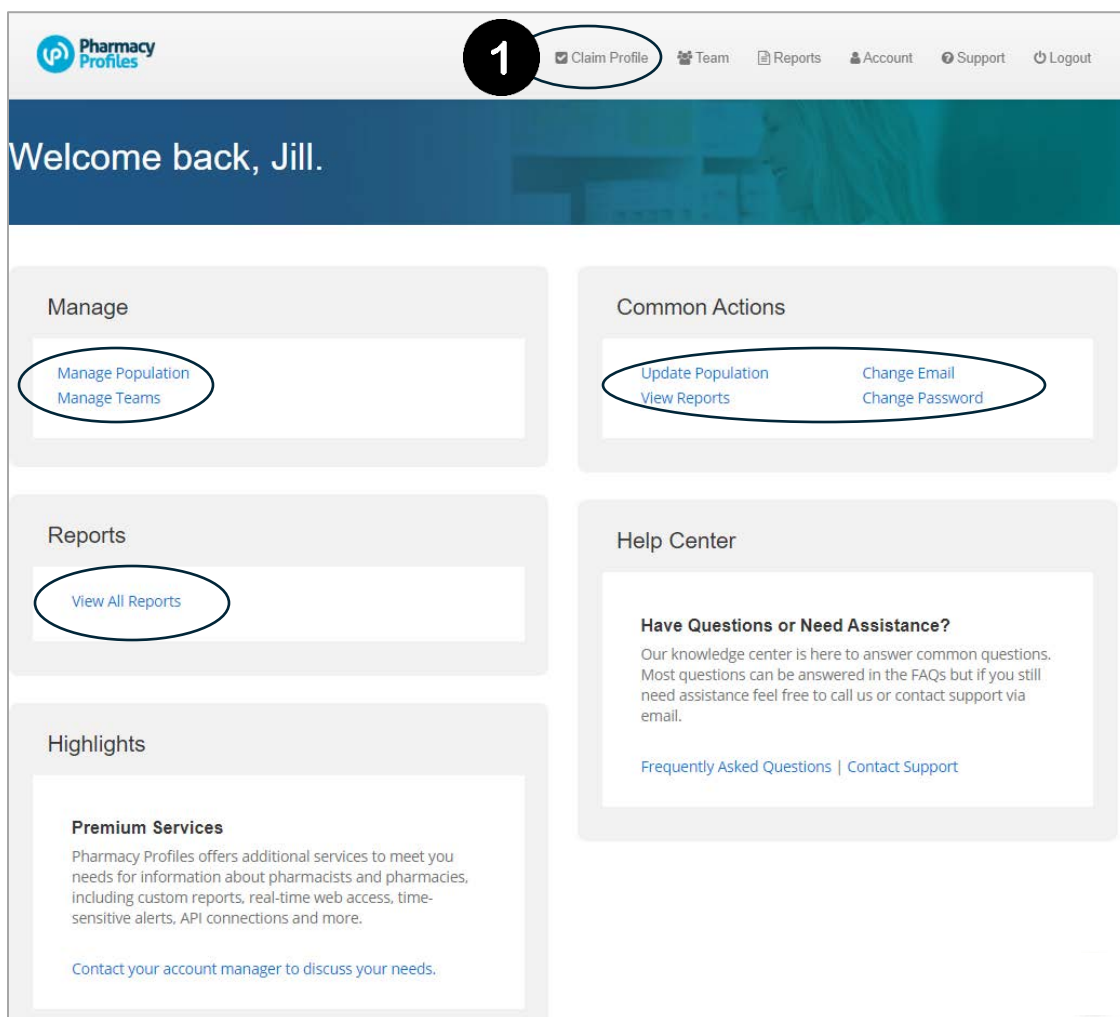 Pharmacy
Profiles
1
Claim Profile Team Reports Account Support Logout
Welcome back, Jill.
Manage
Manage Population
Manage Teams
Common Actions
Update Population Change Email
View Reports Change Password
Reports
View All Reports
Help Center
Have Questions or Need Assistance?
Our knowledge center is here to answer common questions.
Most questions can be answered in the FAQs but if you still
need assistance feel free to call us or contact support via
email.
Frequently Asked Questions | Contact Support
Highlights
Premium Services
Pharmacy Profiles offers additional services to meet you
needs for information about pharmacists and pharmacies,
including custom reports, real-time web access, time-
sensitive alerts, API connections and more.
Contact your account manager to discuss your needs.